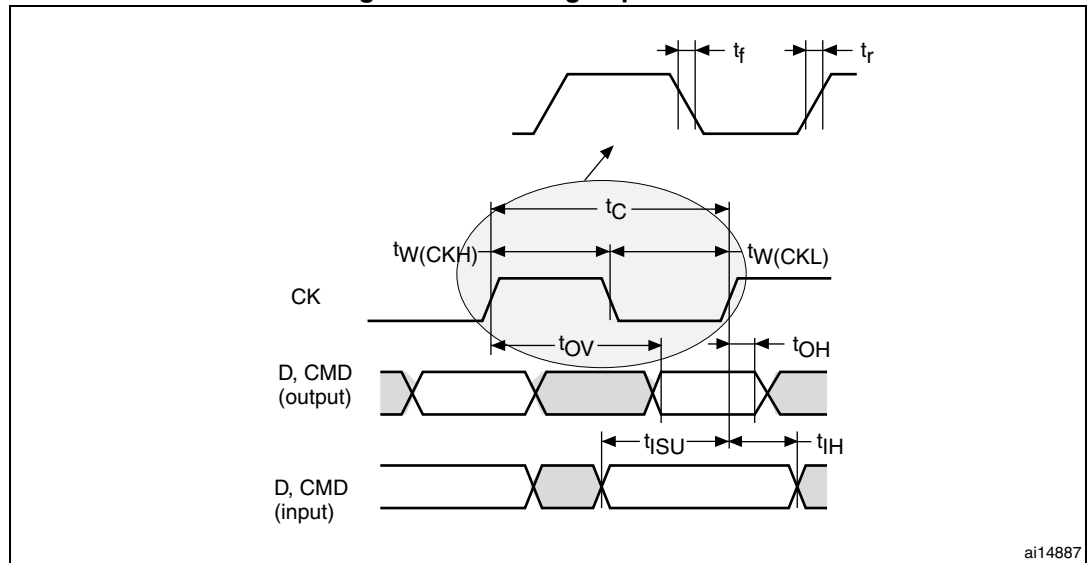 tf
tr
tC
tW(CKH)
tW(CKL)
CK
tOV
tOH
D, CMD
(output)
tISU
tIH
D, CMD
(input)
ai14887